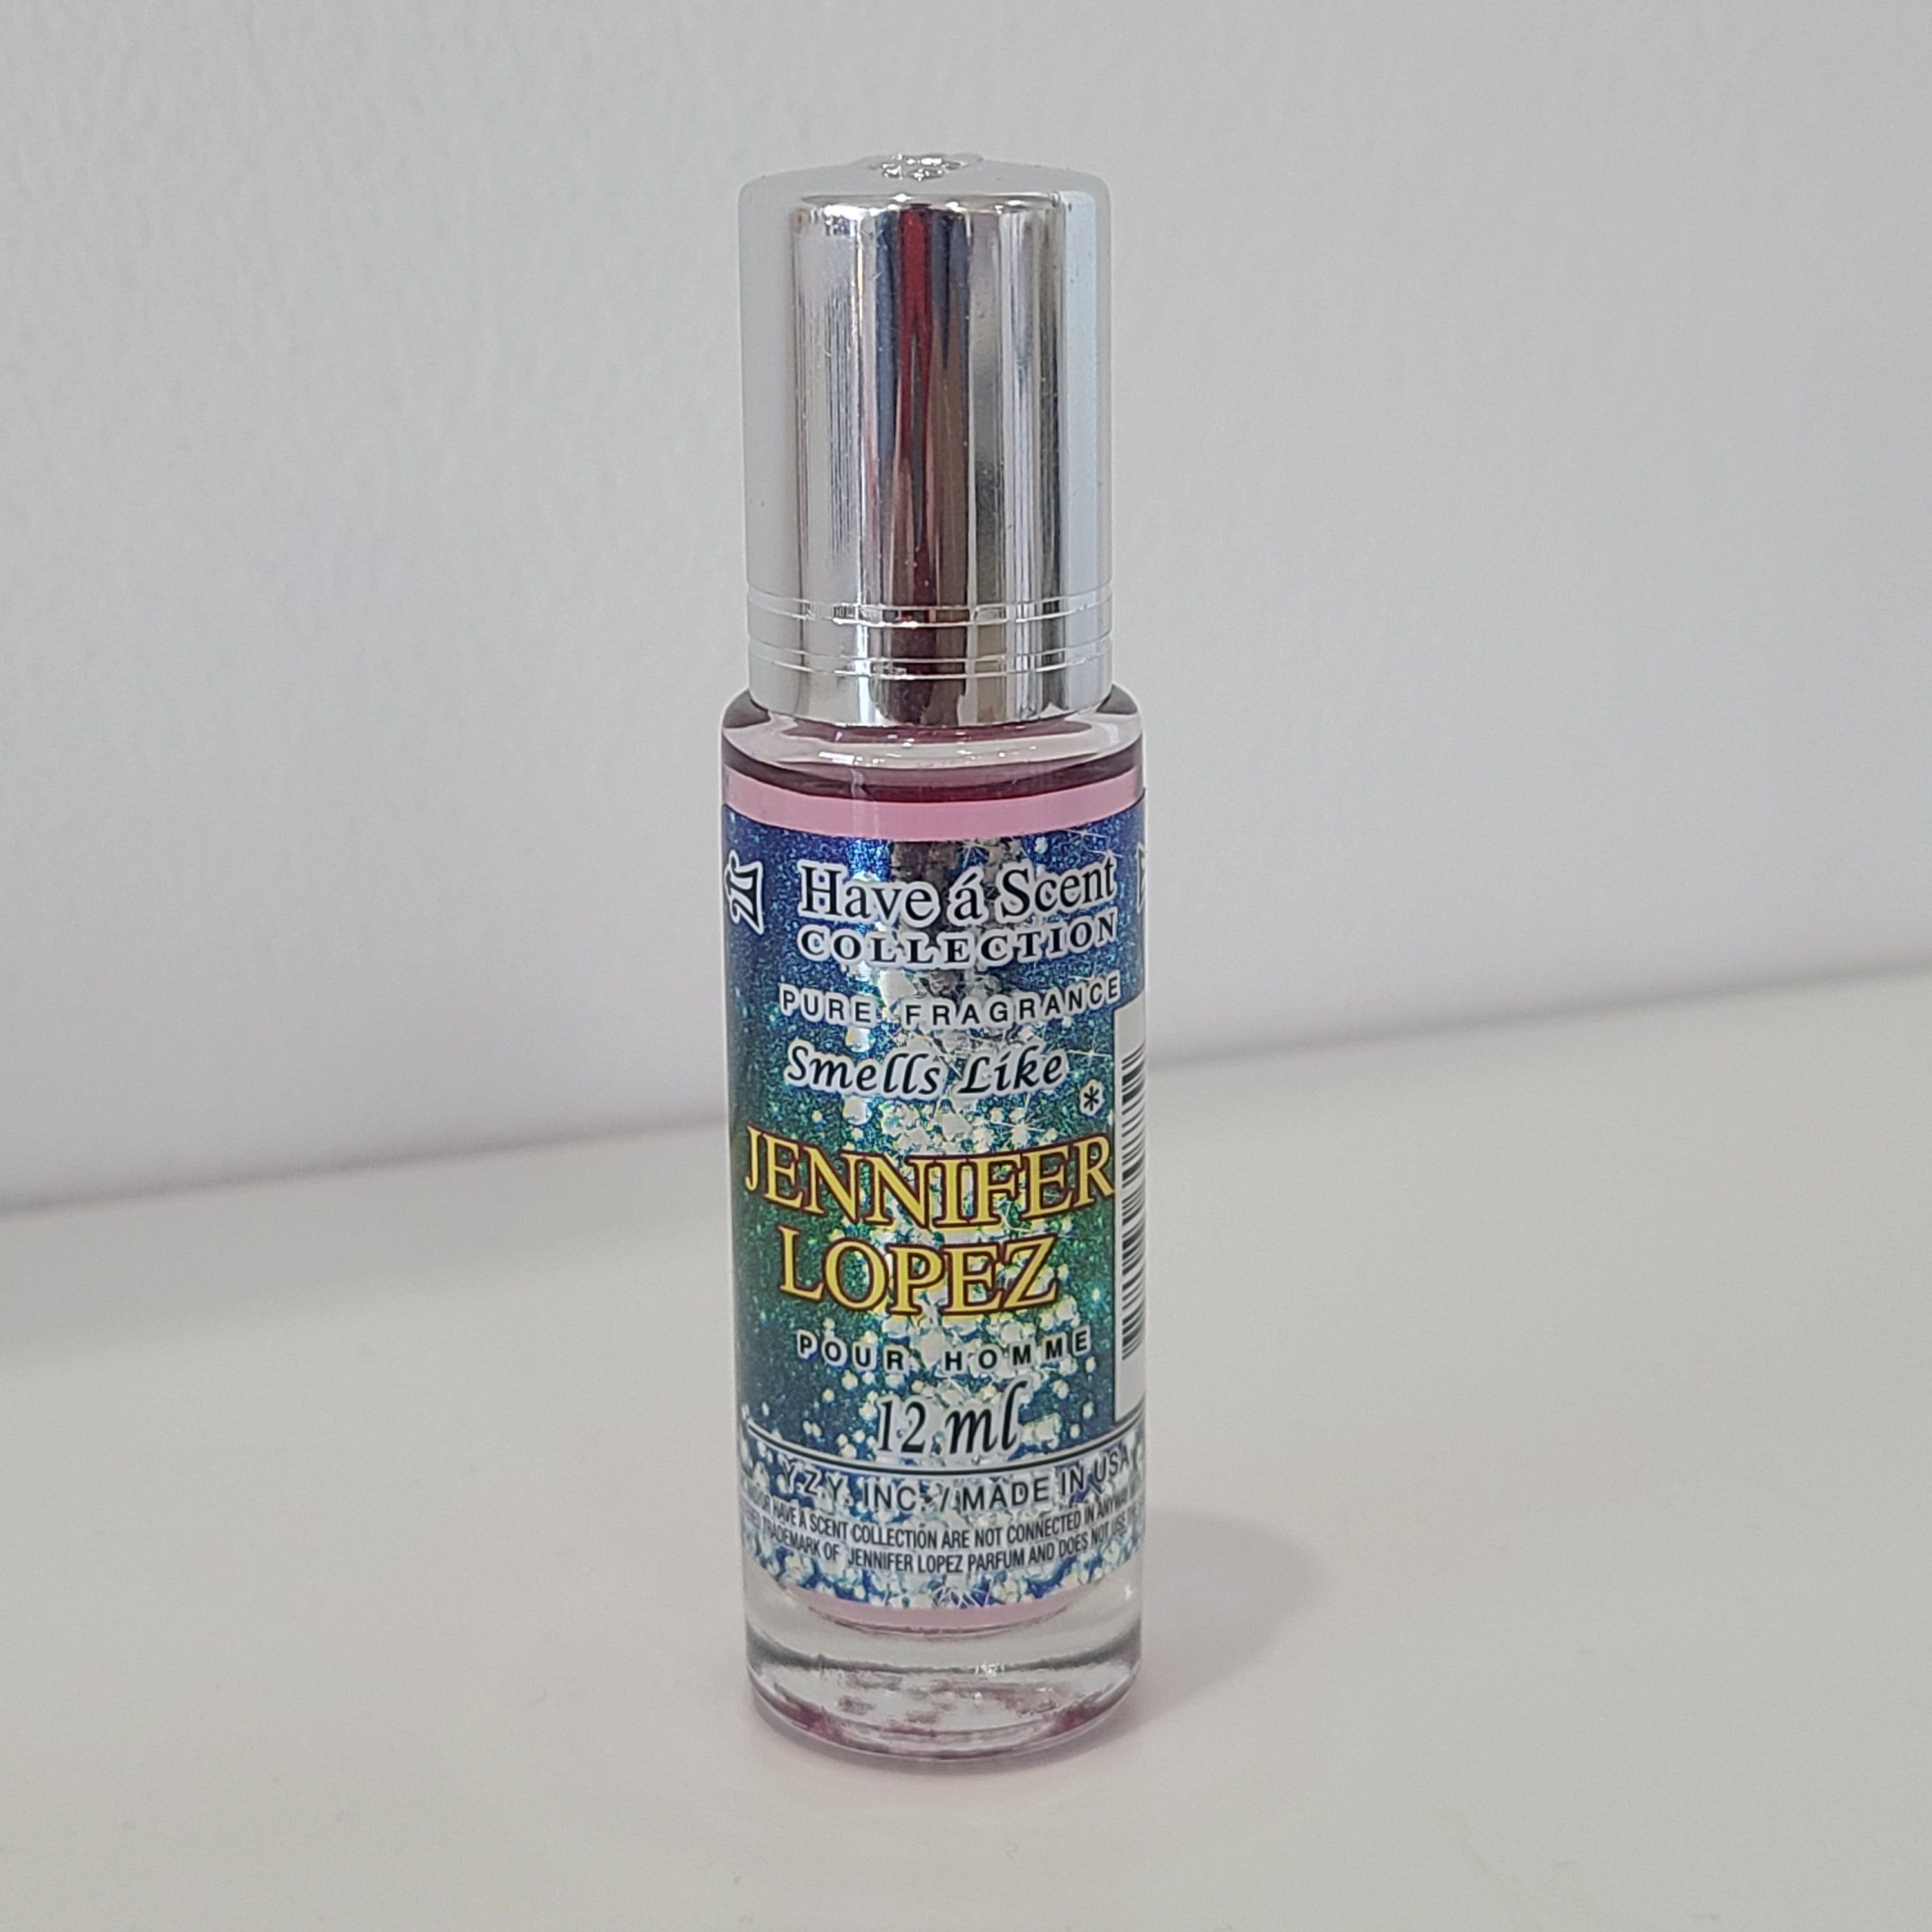 Have á Scent
COLLECTION
PURE FRAGRANCE
Smells Like
*
JENNIFER
LOPEZ
POUR HOMME
12 ml
Y.Z.Y. INC. / MADE IN USA
HAVE A SCENT COLLECTION ARE NOT CONNECTED IN ANYWAY
TRADEMARK OF JENNIFER LOPEZ PARFUM AND DOES NOT USE